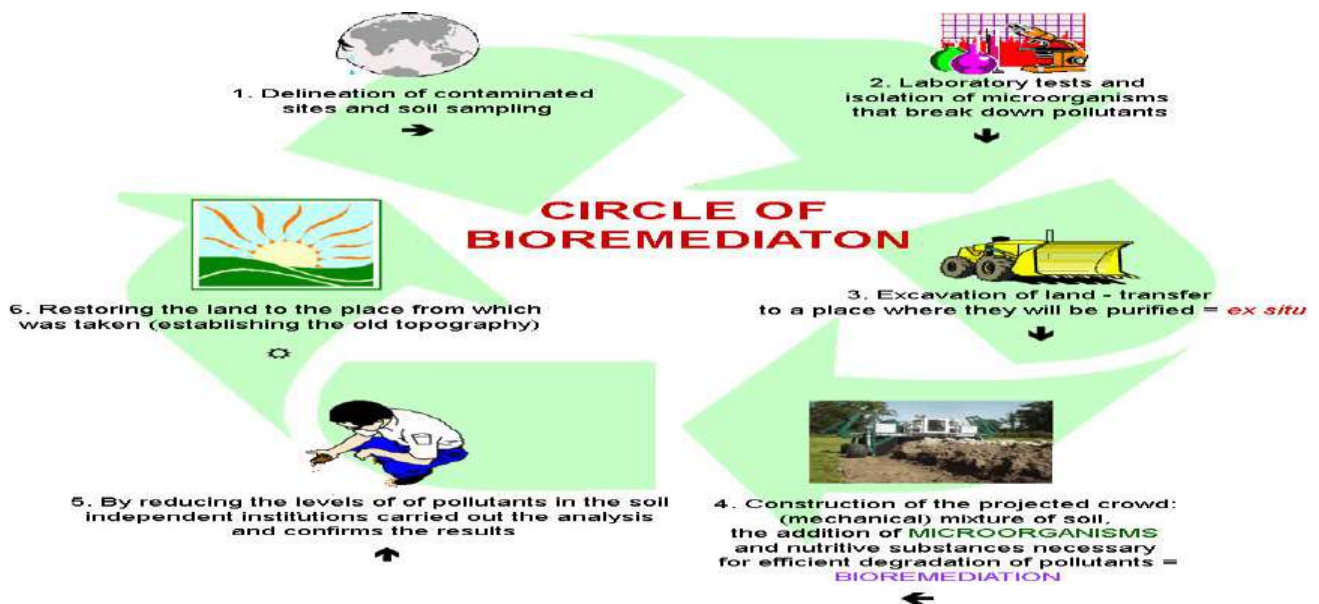 1. Delineation of contaminated
sites and soil sampling
2. Laboratory tests and
isolation of microorganisms
that break down pollutants
CIRCLE OF
BIOREMEDIATON
3. Excavation of land - transfer
to a place where they will be purified = ex situ
4. Construction of the projected crowd:
(mechanical) mixture of soil,
the addition of MICROORGANISMS
and nutritive substances necessary
for efficient degradation of pollutants =
BIOREMEDIATION
5. By reducing the levels of of pollutants in the soil
independent institutions carried out the analysis
and confirms the results
6. Restoring the land to the place from which
was taken (establishing the old topography)